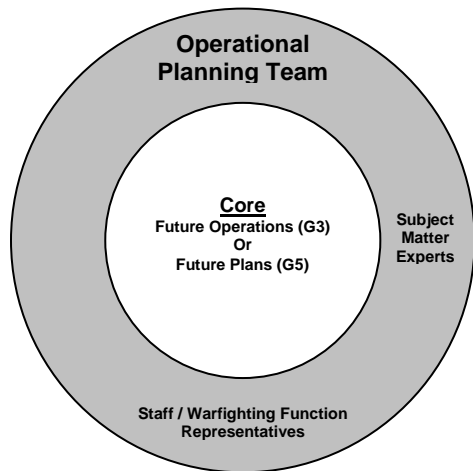 Operational
Planning Team
Core
Future Operations (G3)
Or
Future Plans (G5)
Subject
Matter
Experts
Staff / Warfighting Function
Representatives